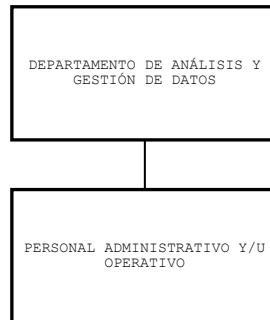 DEPARTAMENTO DE ANÁLISIS Y
GESTIÓN DE DATOS
PERSONAL ADMINISTRATIVO Y/U
OPERATIVO